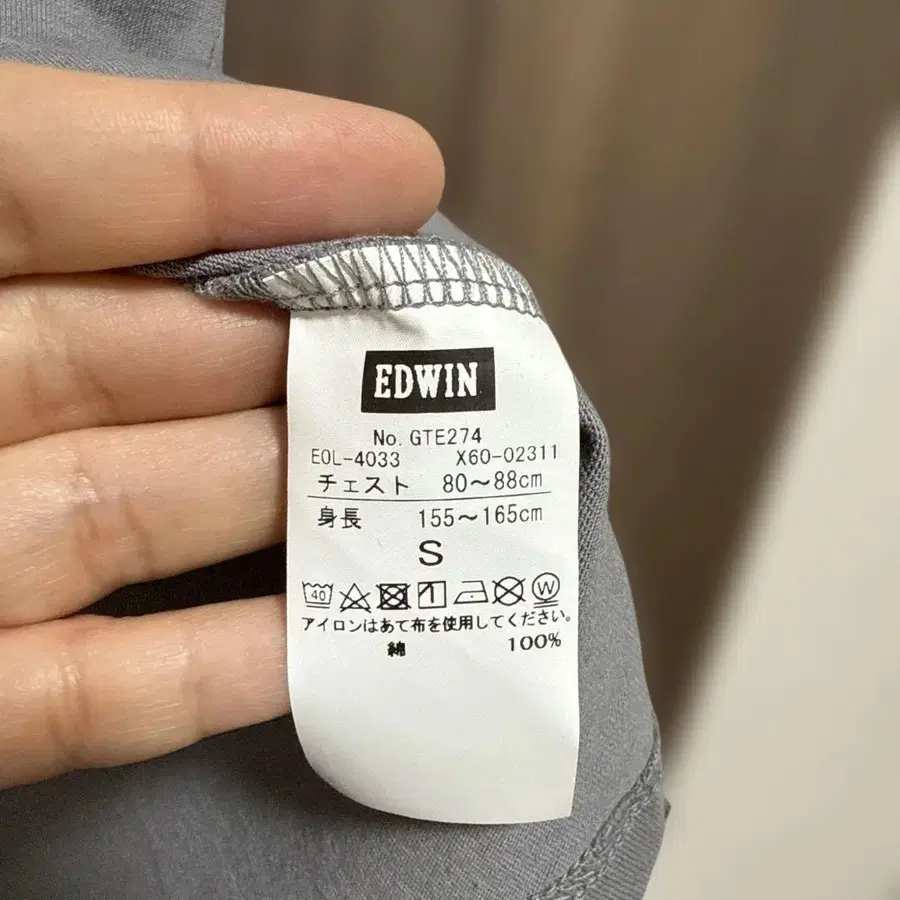 EDWIN
No. GTE274
EOL-4033 X60-02311
チェスト 80〜88cm
身長 155〜165cm
S
40 W
アイロンはあて布を使用してください。
綿 100%